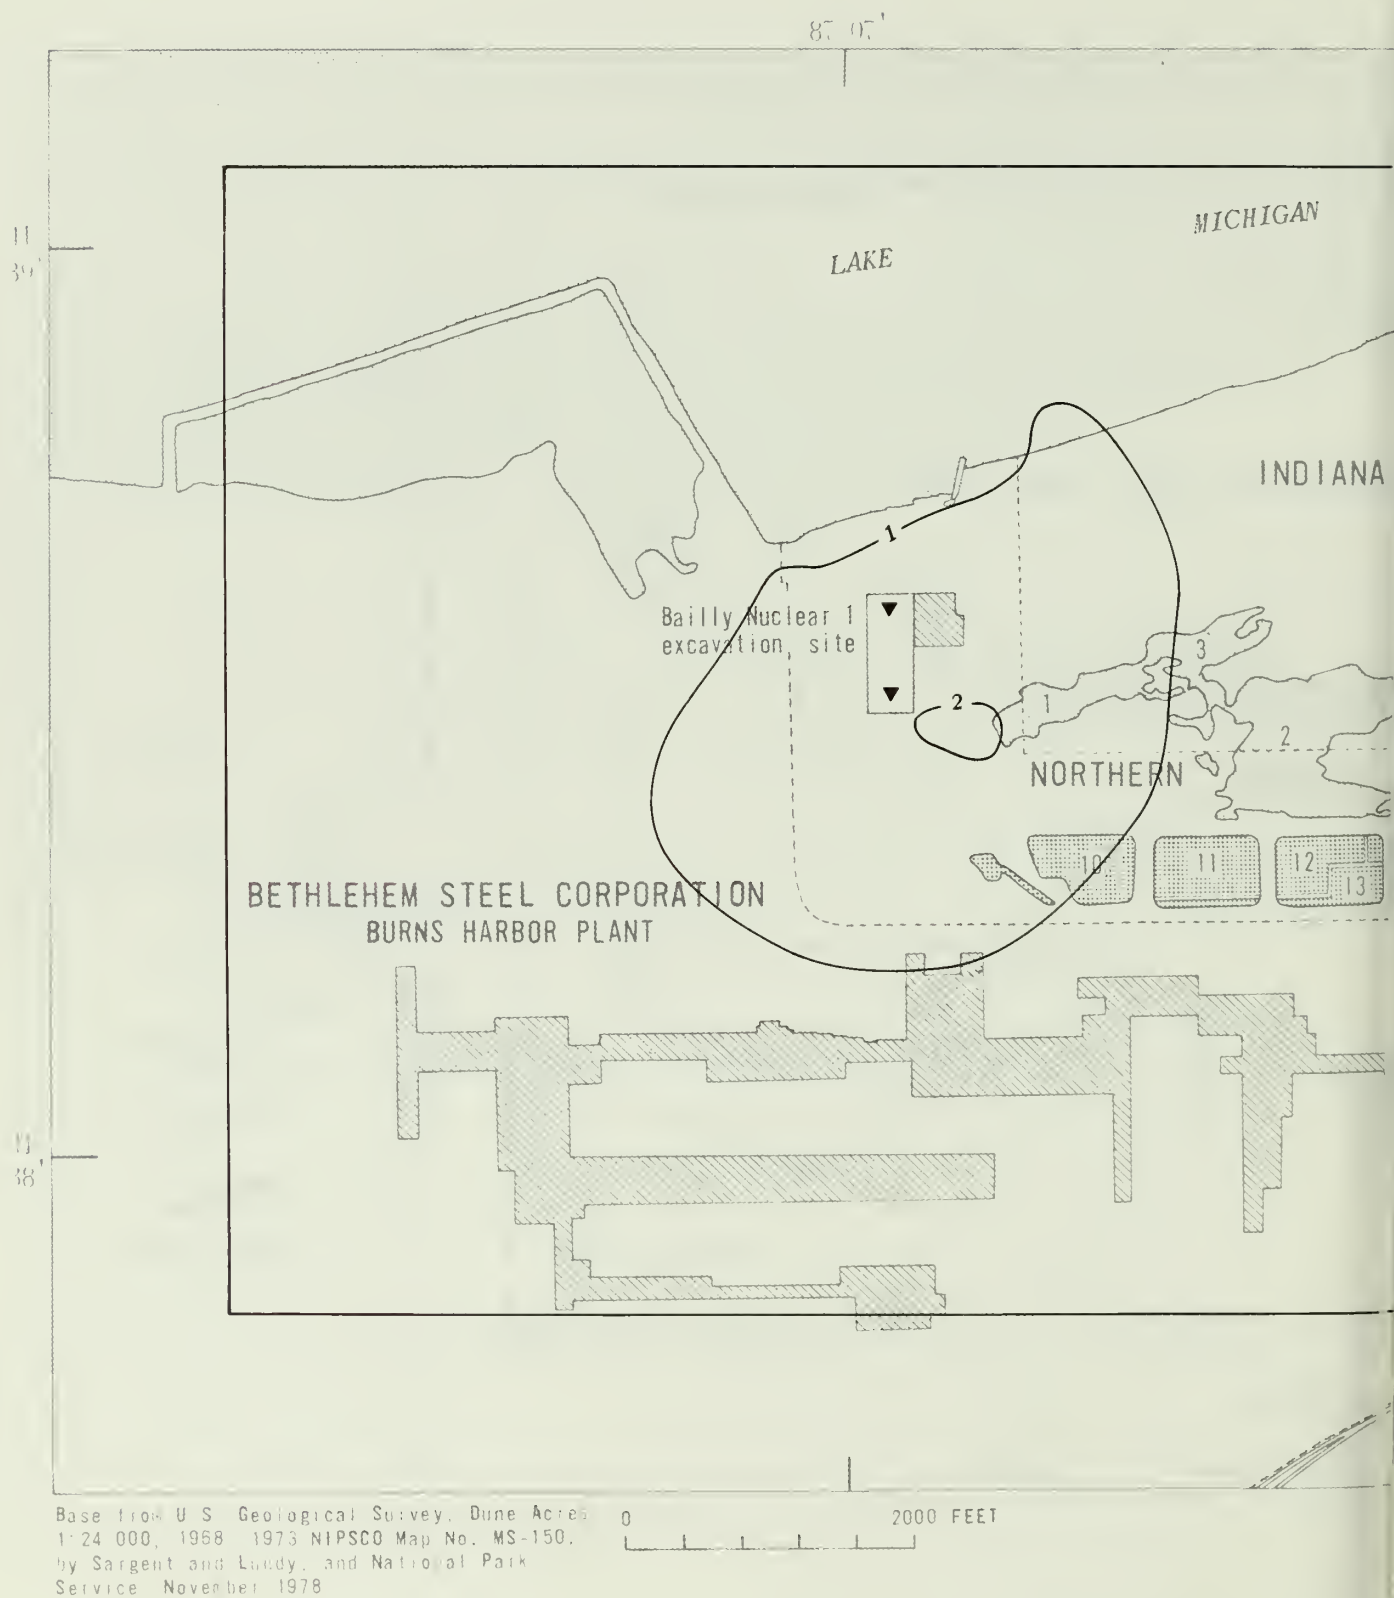 87 07'
MICHIGAN
LAKE
39'
INDIANA
1
Bailly Nuclear 1
excavation site
3
1
2
2
NORTHERN
10
11
12
13
BETHLEHEM STEEL CORPORATION
BURNS HARBOR PLANT
38'
Base from U S Geological Survey, Dune Acres
1:24 000, 1968 1973 NIPSCO Map No. MS-150,
by Sargent and Lundy, and National Park
Service November 1978
0 2000 FEET